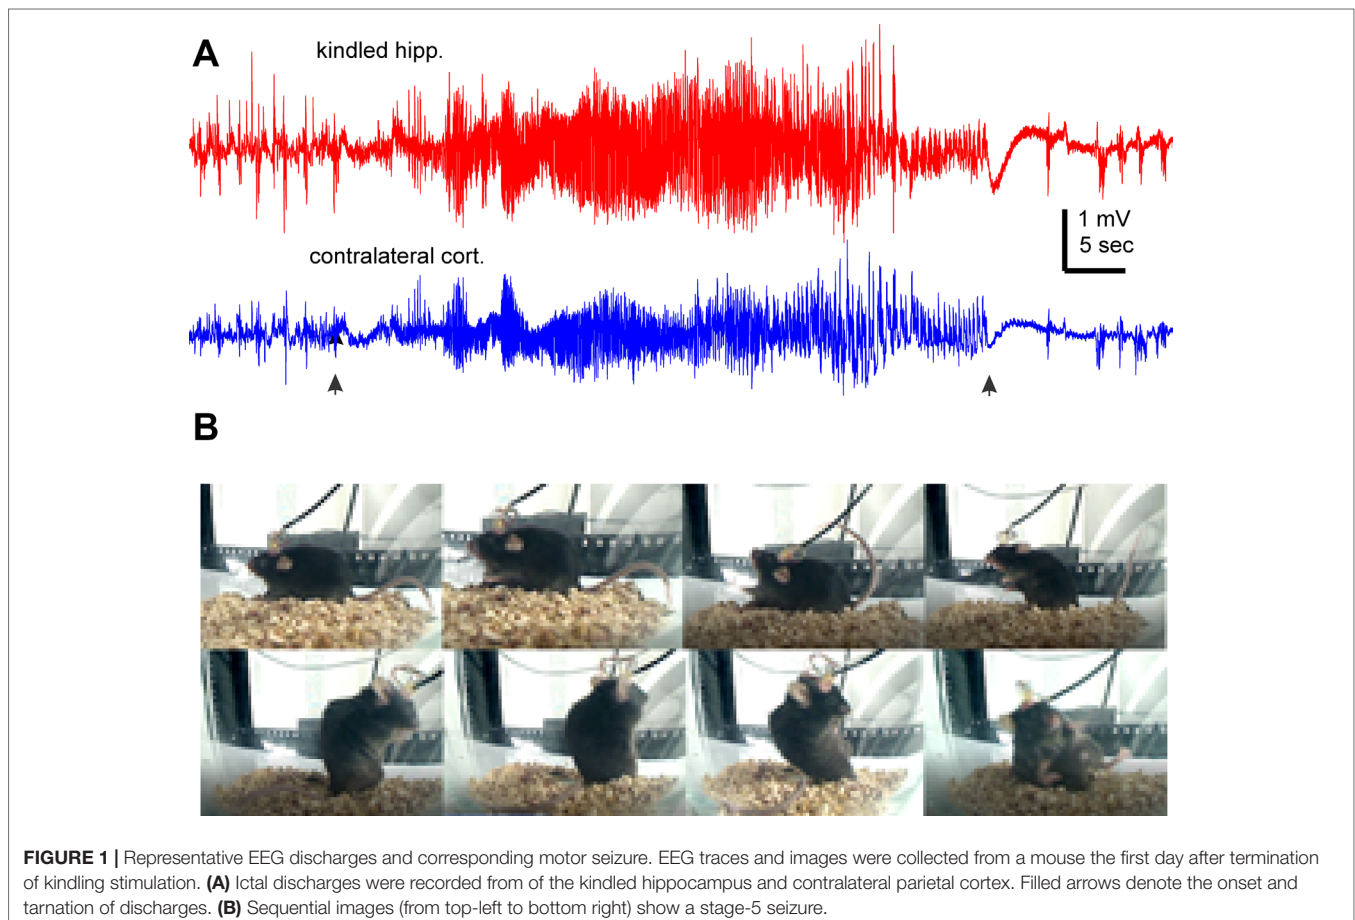 A
kindled hipp.
1 mV
5 sec
contralateral cort.
B
FIGURE 1 | Representative EEG discharges and corresponding motor seizure. EEG traces and images were collected from a mouse the first day after termination
of kindling stimulation. (A) Ictal discharges were recorded from of the kindled hippocampus and contralateral parietal cortex. Filled arrows denote the onset and
tarnation of discharges. (B) Sequential images (from top-left to bottom right) show a stage-5 seizure.